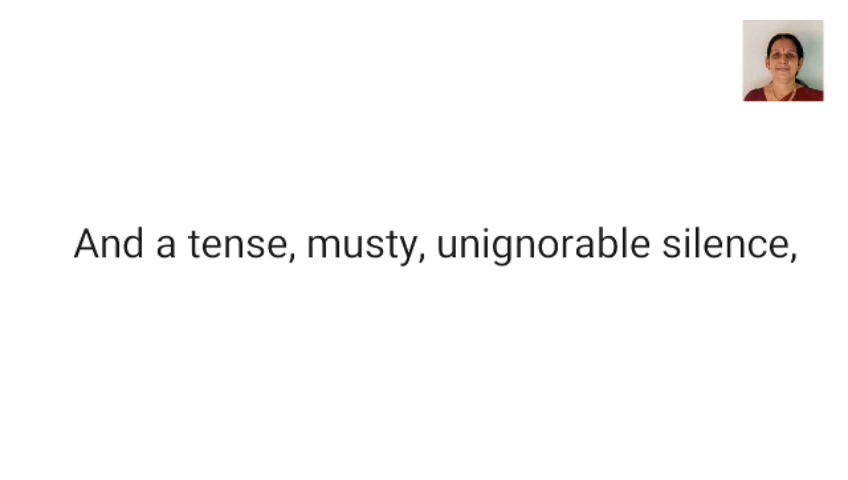 And a tense, musty, unignorable silence,